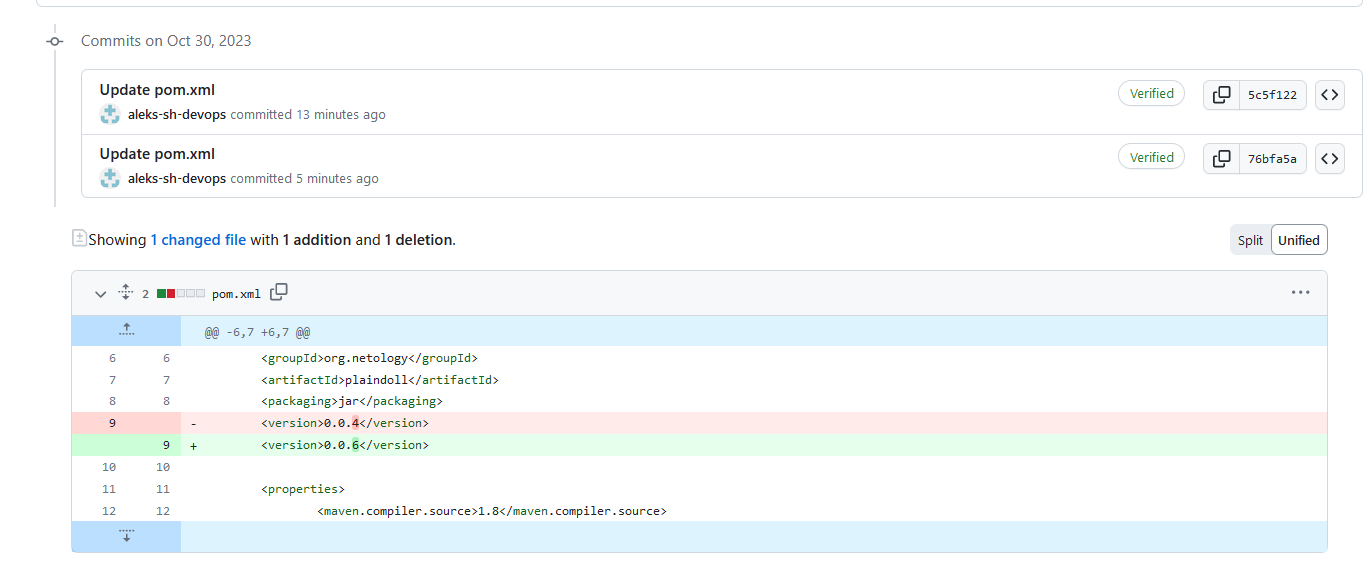 Commits on Oct 30, 2023
Update pom.xml
Verified
5c5f122
aleks-sh-devops committed 13 minutes ago
Update pom.xml
Verified
76bfa5a
aleks-sh-devops committed 5 minutes ago
Showing 1 changed file with 1 addition and 1 deletion.
Split Unified
2 pom.xml
@@ -6,7 +6,7 @@
6 6 <groupId>org.netology</groupId>
7 7 <artifactId>plaindoll</artifactId>
8 8 <packaging>jar</packaging>
9 - <version>0.0.4</version>
9 + <version>0.0.6</version>
10 10
11 11 <properties>
12 12 <maven.compiler.source>1.8</maven.compiler.source>